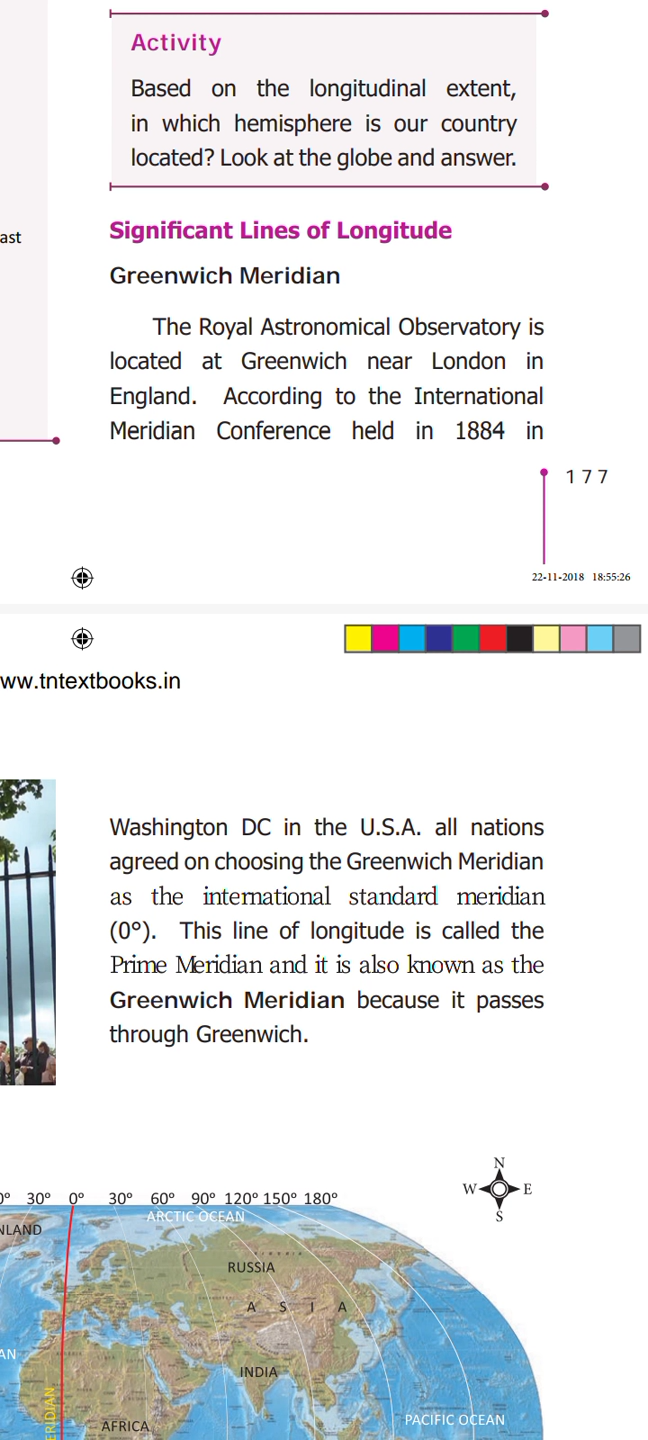 Activity
Based on the longitudinal extent,
in which hemisphere is our country
located? Look at the globe and answer.
ast
Significant Lines of Longitude
Greenwich Meridian
The Royal Astronomical Observatory is
located at Greenwich near London in
England. According to the International
Meridian Conference held in 1884 in
177
22-11-2018 18:55:26
ww.tntextbooks.in
Washington DC in the U.S.A. all nations
agreed on choosing the Greenwich Meridian
as the international standard meridian
(0°). This line of longitude is called the
Prime Meridian and it is also known as the
Greenwich Meridian because it passes
through Greenwich.
N
W E
S
0° 30° 0° 30° 60° 90° 120° 150° 180°
ARCTIC OCEAN
NLAND
RUSSIA
ASIA
AN
INDIA
ERIDIAN
AFRICA
PACIFIC OCEAN